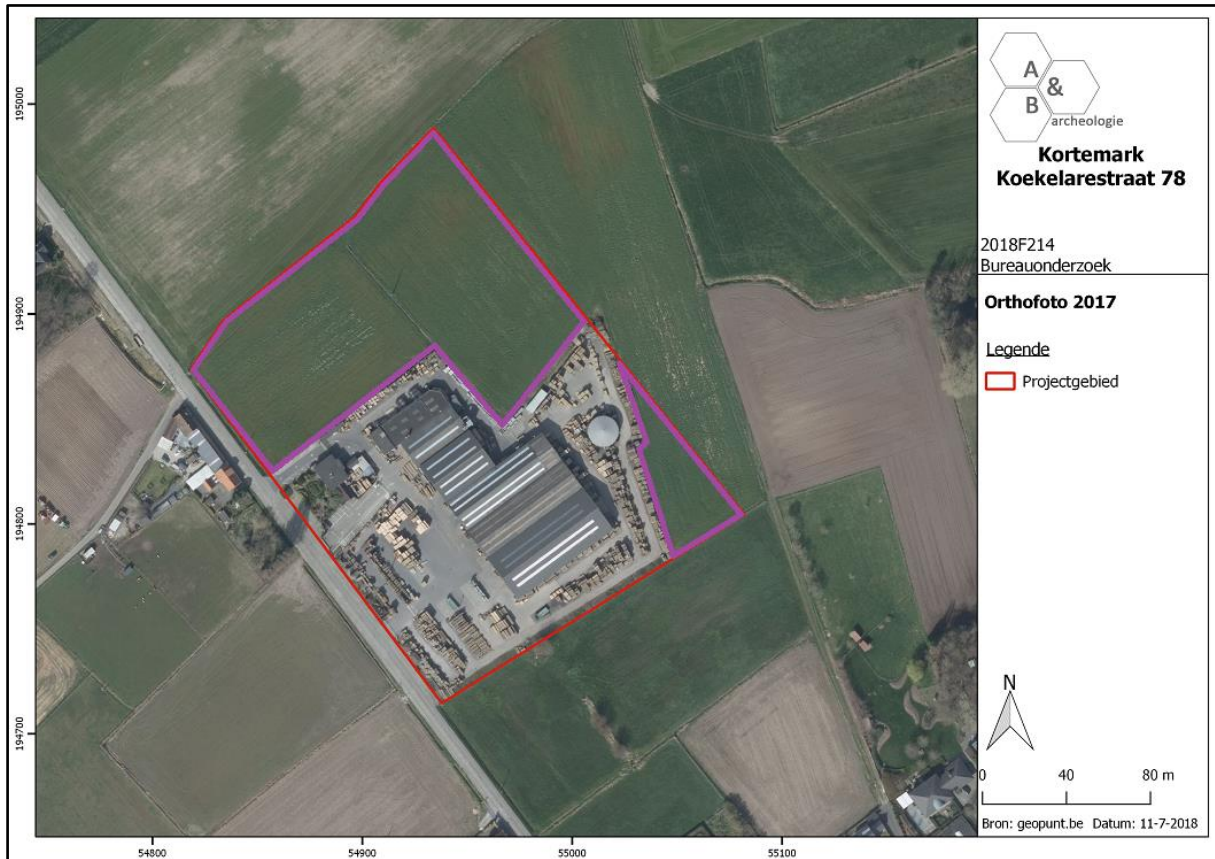 A
&
B
archeologie
Kortemark
Koekelarestraat 78
2018F214
Bureauonderzoek
Orthofoto 2017
Legende
Projectgebied
N
0 40 80 m
Bron: geopunt.be Datum: 11-7-2018
195000
194900
194800
194700
54800 54900 55000 55100